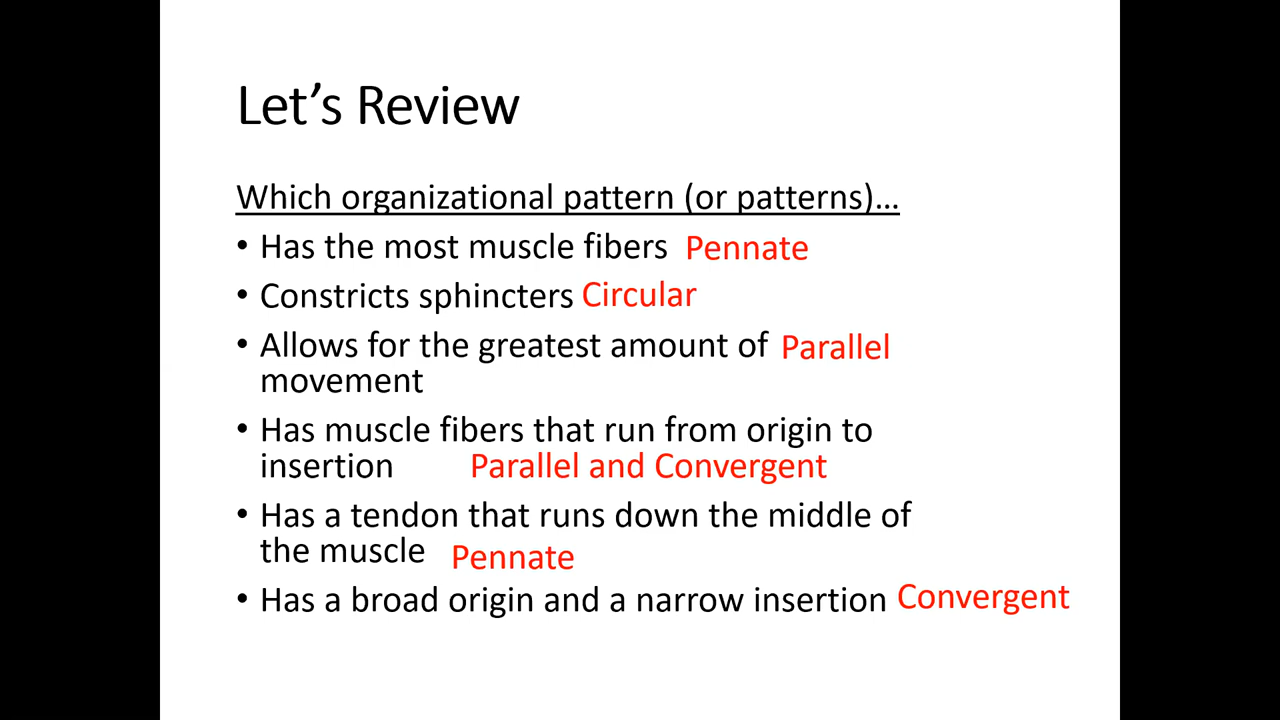 Let's Review
Which organizational pattern (or patterns)…
• Has the most muscle fibers Pennate
• Constricts sphincters Circular
• Allows for the greatest amount of Parallel
movement
• Has muscle fibers that run from origin to
insertion Parallel and Convergent
• Has a tendon that runs down the middle of
the muscle Pennate
• Has a broad origin and a narrow insertion Convergent